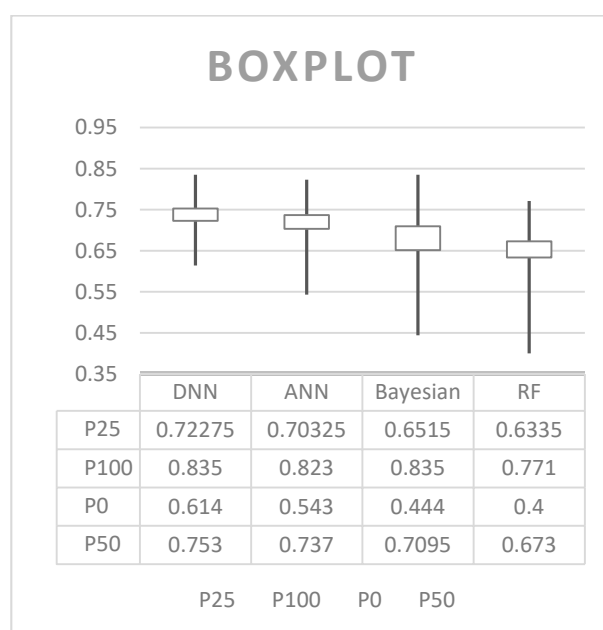 BOXPLOT
0.95
0.85
0.75
0.65
0.55
0.45
0.35
DNN ANN Bayesian RF
P25 0.72275 0.70325 0.6515 0.6335
P100 0.835 0.823 0.835 0.771
P0 0.614 0.543 0.444 0.4
P50 0.753 0.737 0.7095 0.673
P25 P100 P0 P50